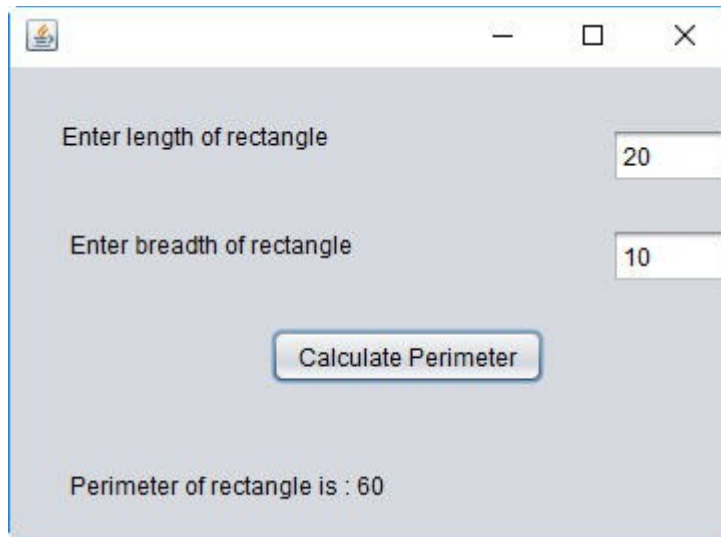 Enter length of rectangle
20
Enter breadth of rectangle
10
Calculate Perimeter
Perimeter of rectangle is : 60